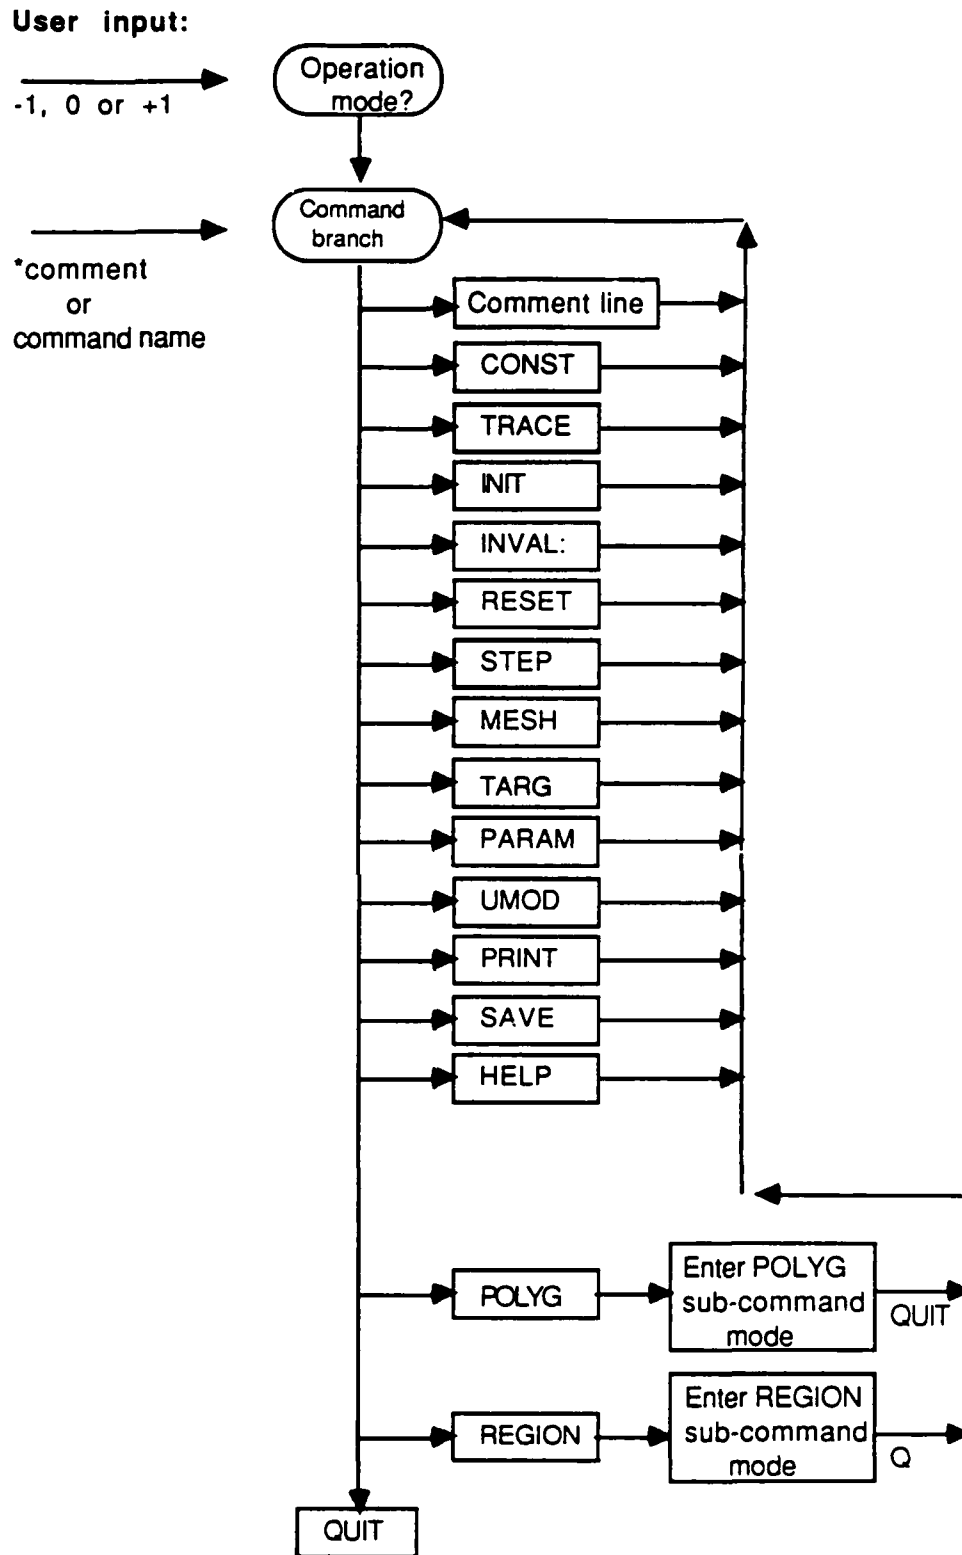 User input:
Operation
mode?
-1, 0 or +1
Command
branch
*comment
or
command name
Comment line
CONST
TRACE
INIT
INVAL:
RESET
STEP
MESH
TARG
PARAM
UMOD
PRINT
SAVE
HELP
POLYG
Enter POLYG
sub-command
mode
QUIT
REGION
Enter REGION
sub-command
mode
Q
QUIT